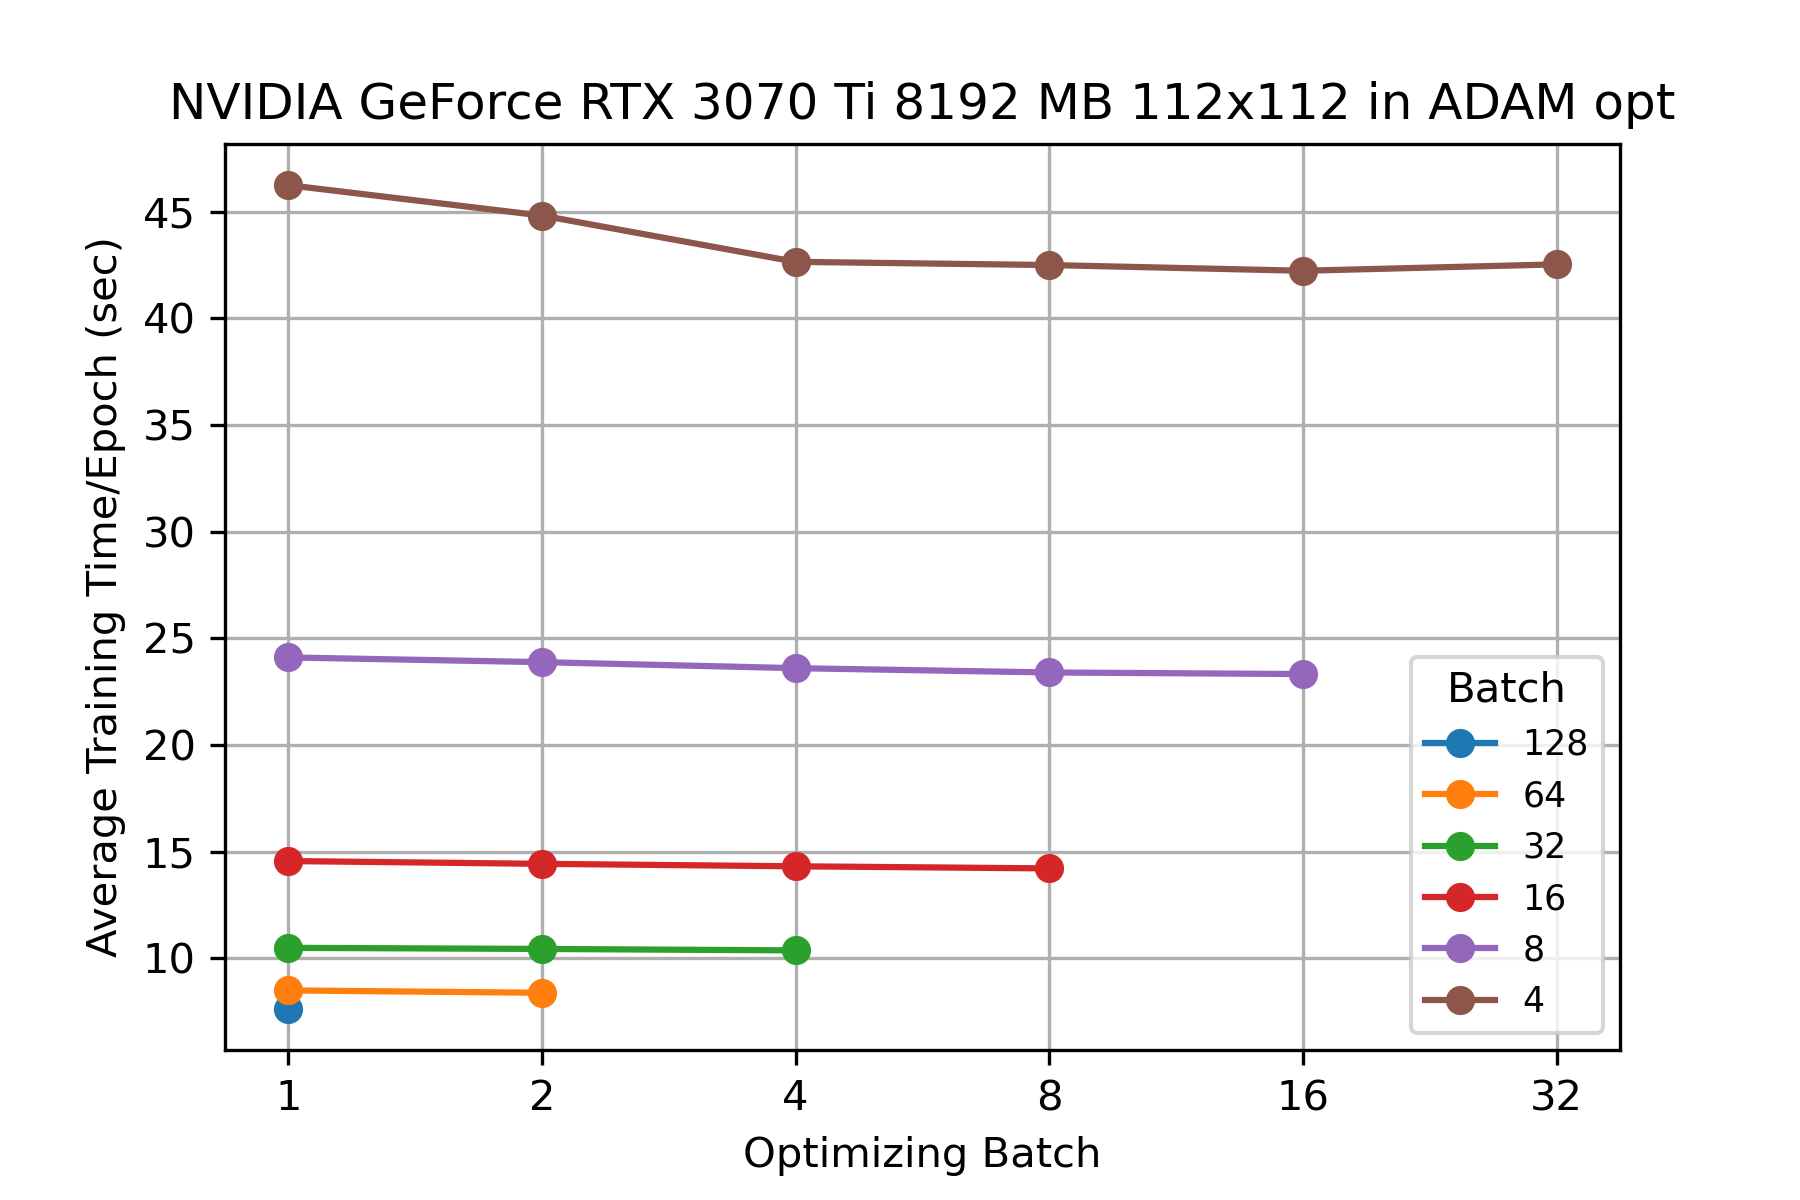 NVIDIA GeForce RTX 3070 Ti 8192 MB 112x112 in ADAM opt
Average Training Time/Epoch (sec)
45
40
35
30
25
20
15
10
Batch
128
64
32
16
8
4
1 2 4 8 16 32
Optimizing Batch